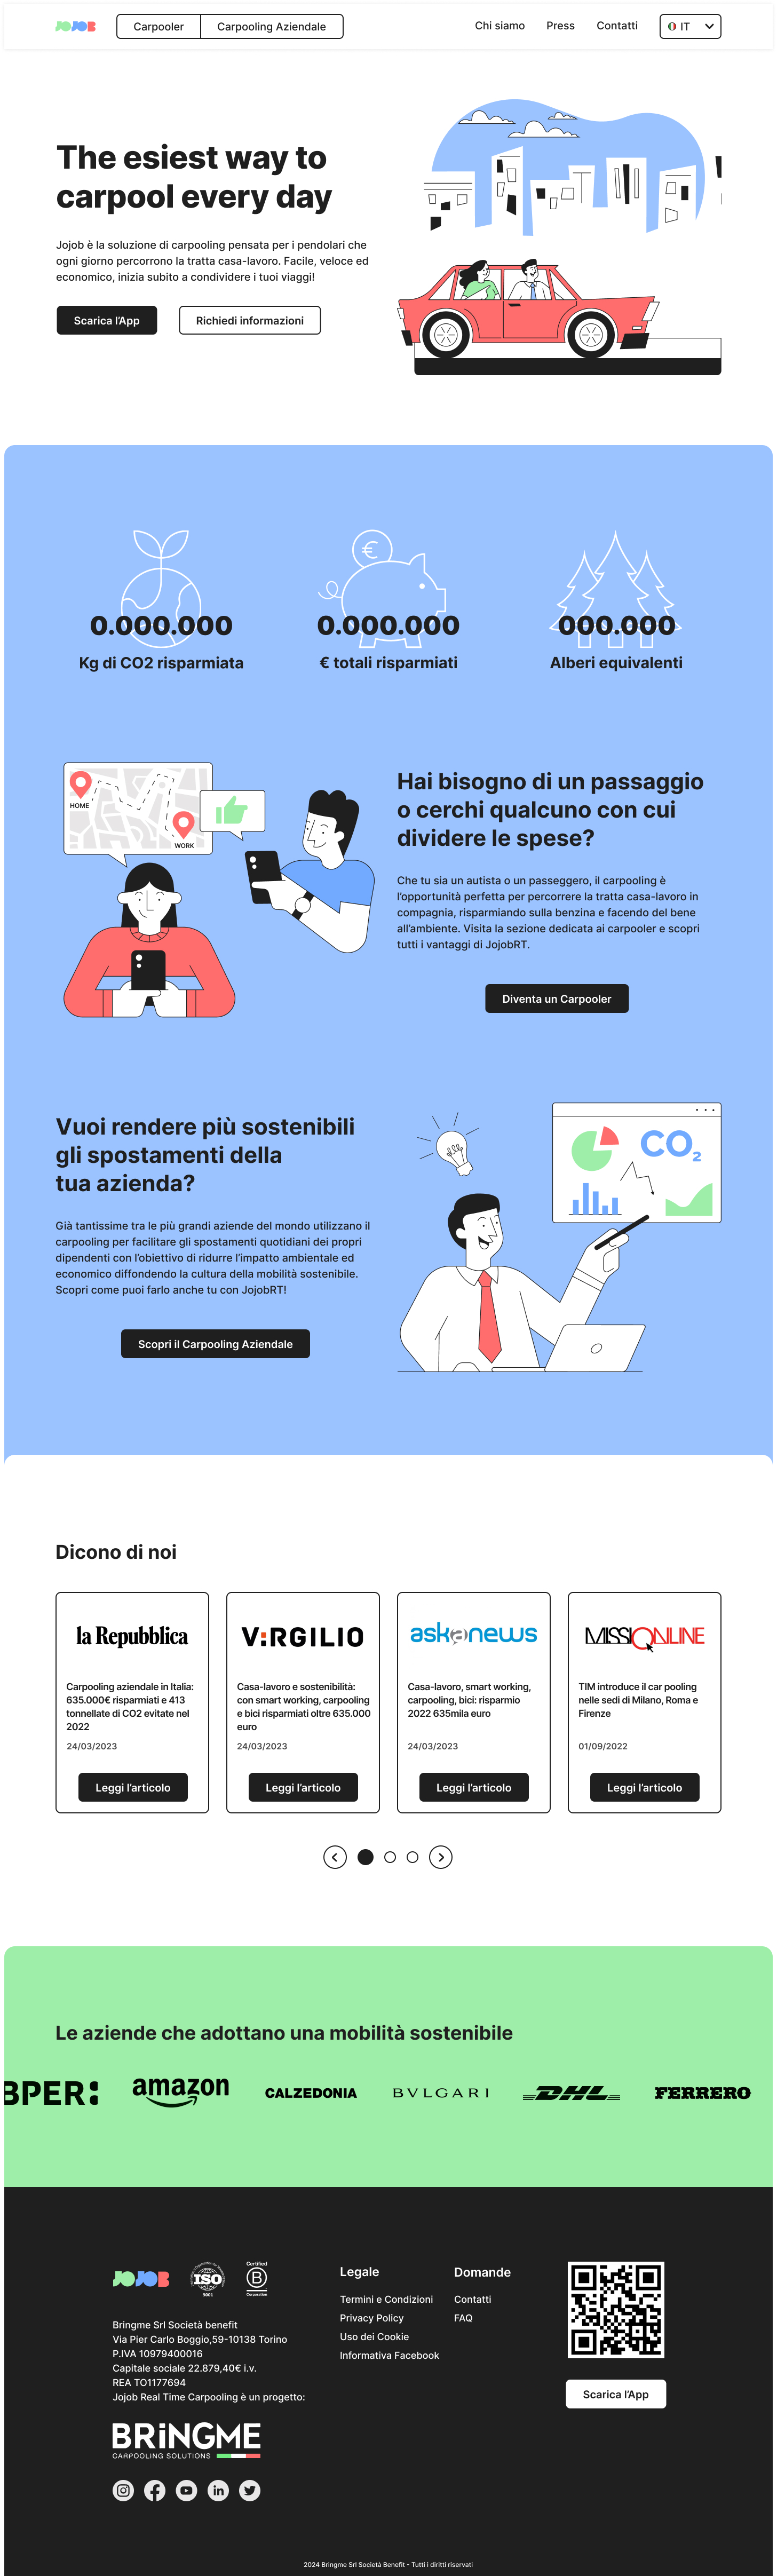 JOJOB
Carpooler
Carpooling Aziendale
Chi siamo
Press
Contatti
IT
The esiest way to
carpool every day
Jojob è la soluzione di carpooling pensata per i pendolari che
ogni giorno percorrono la tratta casa-lavoro. Facile, veloce ed
economico, inizia subito a condividere i tuoi viaggi!
Scarica l’App
Richiedi informazioni
€
0.000.000
Kg di CO2 risparmiata
0.000.000
€ totali risparmiati
000.000
Alberi equivalenti
HOME
WORK
Hai bisogno di un passaggio
o cerchi qualcuno con cui
dividere le spese?
Che tu sia un autista o un passeggero, il carpooling è
l’opportunità perfetta per percorrere la tratta casa-lavoro in
compagnia, risparmiando sulla benzina e facendo del bene
all’ambiente. Visita la sezione dedicata ai carpooler e scopri
tutti i vantaggi di JojobRT.
Diventa un Carpooler
Vuoi rendere più sostenibili
gli spostamenti della
tua azienda?
Già tantissime tra le più grandi aziende del mondo utilizzano il
carpooling per facilitare gli spostamenti quotidiani dei propri
dipendenti con l’obiettivo di ridurre l’impatto ambientale ed
economico diffondendo la cultura della mobilità sostenibile.
Scopri come puoi farlo anche tu con JojobRT!
Scopri il Carpooling Aziendale
CO2
Dicono di noi
la Repubblica
Carpooling aziendale in Italia:
635.000€ risparmiati e 413
tonnellate di CO2 evitate nel
2022
24/03/2023
Leggi l’articolo
VIRGILIO
Casa-lavoro e sostenibilità:
con smart working, carpooling
e bici risparmiati oltre 635.000
euro
24/03/2023
Leggi l’articolo
askanews
Casa-lavoro, smart working,
carpooling, bici: risparmio
2022 635mila euro
24/03/2023
Leggi l’articolo
MISSIONLINE
TIM introduce il car pooling
nelle sedi di Milano, Roma e
Firenze
01/09/2022
Leggi l’articolo
Le aziende che adottano una mobilità sostenibile
BPER:
amazon
CALZEDONIA
BVLGARI
DHL
FERRERO
JOJOB
ISO
9001
Certified
B
Corporation
Bringme Srl Società benefit
Via Pier Carlo Boggio,59-10138 Torino
P.IVA 10979400016
Capitale sociale 22.879,40€ i.v.
REA TO1177694
Jojob Real Time Carpooling è un progetto:
BRiNGME
CARPOOLING SOLUTIONS
Legale
Termini e Condizioni
Privacy Policy
Uso dei Cookie
Informativa Facebook
Domande
Contatti
FAQ
Scarica l’App
2024 Bringme Srl Società Benefit - Tutti i diritti riservati